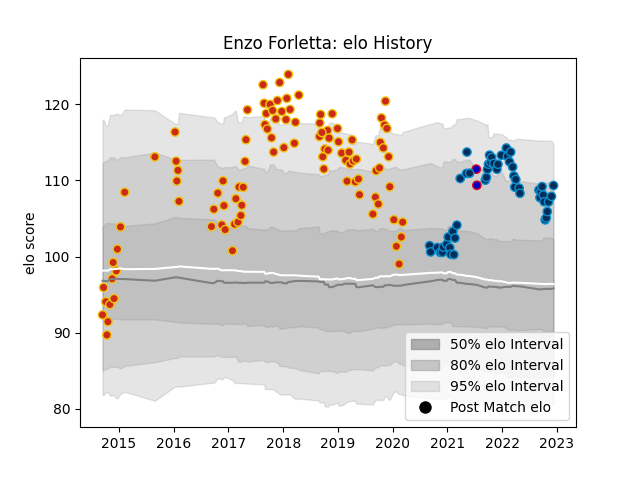 Enzo Forletta: elo History
elo score
120
110
100
90
80
2015 2016 2017 2018 2019 2020 2021 2022 2023
50% elo Interval
80% elo Interval
95% elo Interval
Post Match elo